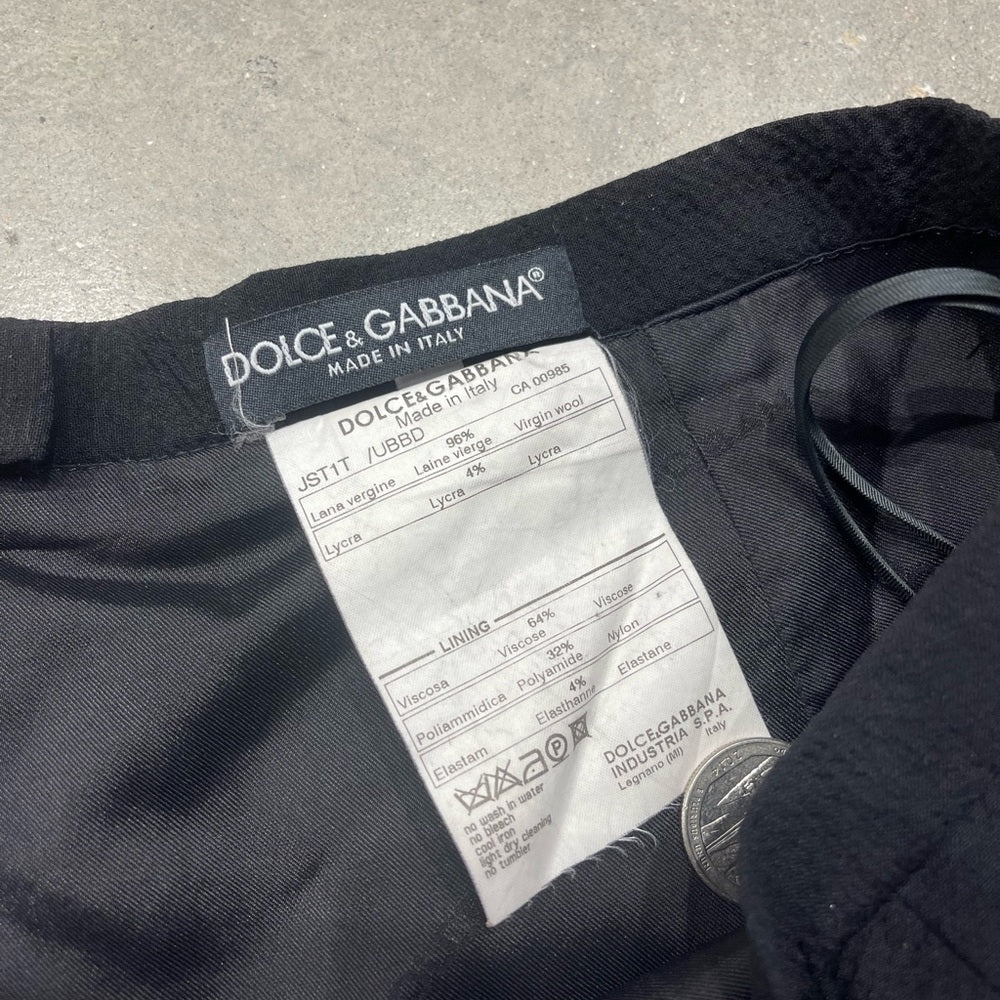 DOLCE & GABBANA®
MADE IN ITALY
DOLCE&GABBANA
Made in Italy
JST1T /UBBD CA 00985
96%
Lana vergine Laine vierge Virgin wool
4%
Lycra Lycra Lycra
LINING
64%
Viscosa Viscose Viscose
32%
Poliammidica Polyamide Nylon
4%
Elastam Elasthanne Elastane
P
no wash in water
no bleach
cool iron
light dry cleaning
no tumbler
DOLCE&GABBANA
INDUSTRIA S.P.A.
Legnano (MI) Italy